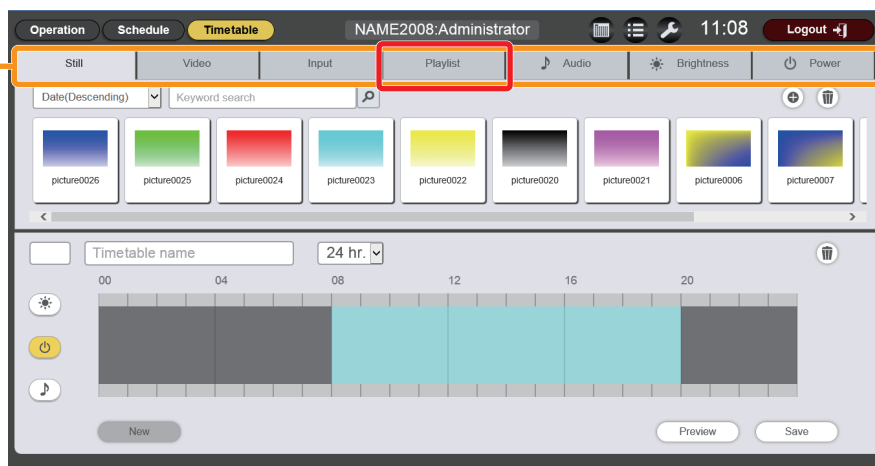 Operation Schedule Timetable NAME2008:Administrator 11:08 Logout
Still Video Input Playlist Audio Brightness Power
Date(Descending) Keyword search
picture0026 picture0025 picture0024 picture0023 picture0022 picture0020 picture0021 picture0006 picture0007
Timetable name 24 hr.
00 04 08 12 16 20
New Preview Save